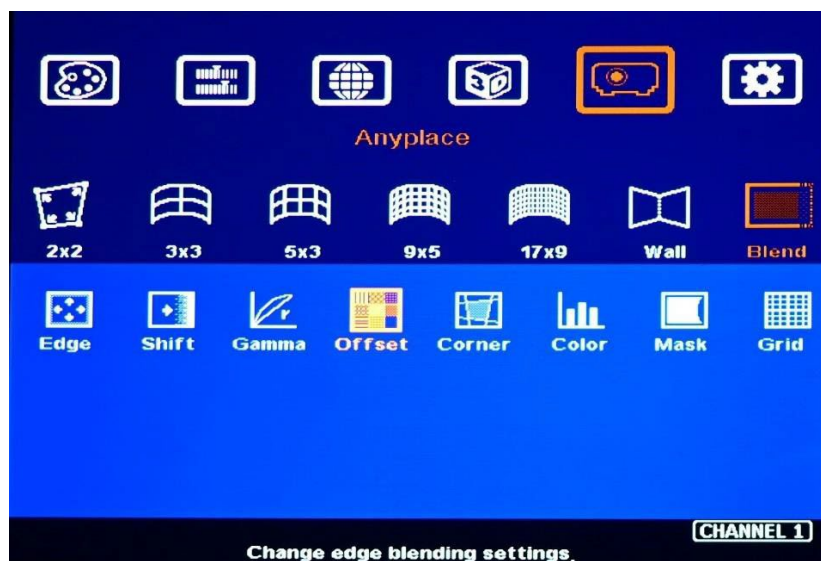 3D
Anyplace
2x2 3x3 5x3 9x5 17x9 Wall Blend
Edge Shift Gamma Offset Corner Color Mask Grid
CHANNEL 1
Change edge blending settings.